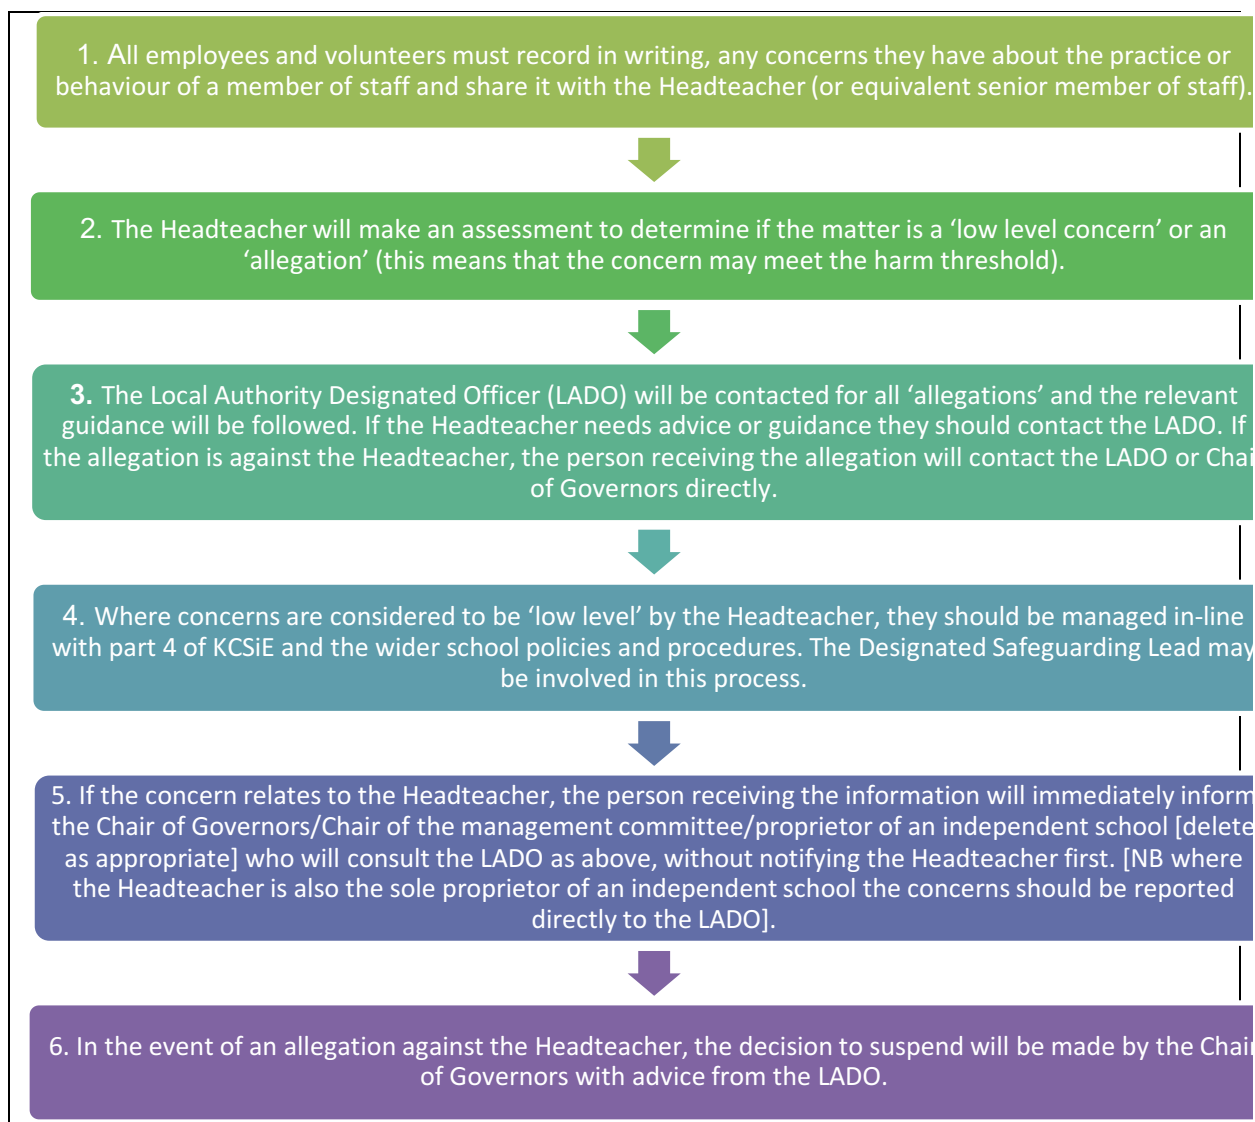 1. All employees and volunteers must record in writing, any concerns they have about the practice or
behaviour of a member of staff and share it with the Headteacher (or equivalent senior member of staff).
2. The Headteacher will make an assessment to determine if the matter is a ‘low level concern’ or an
‘allegation’ (this means that the concern may meet the harm threshold).
3. The Local Authority Designated Officer (LADO) will be contacted for all ‘allegations’ and the relevant
guidance will be followed. If the Headteacher needs advice or guidance they should contact the LADO. If
the allegation is against the Headteacher, the person receiving the allegation will contact the LADO or Chai
of Governors directly.
4. Where concerns are considered to be ‘low level’ by the Headteacher, they should be managed in-line
with part 4 of KCSiE and the wider school policies and procedures. The Designated Safeguarding Lead may
be involved in this process.
5. If the concern relates to the Headteacher, the person receiving the information will immediately inform
the Chair of Governors/Chair of the management committee/proprietor of an independent school [delete
as appropriate] who will consult the LADO as above, without notifying the Headteacher first. [NB where
the Headteacher is also the sole proprietor of an independent school the concerns should be reported
directly to the LADO].
6. In the event of an allegation against the Headteacher, the decision to suspend will be made by the Chair
of Governors with advice from the LADO.